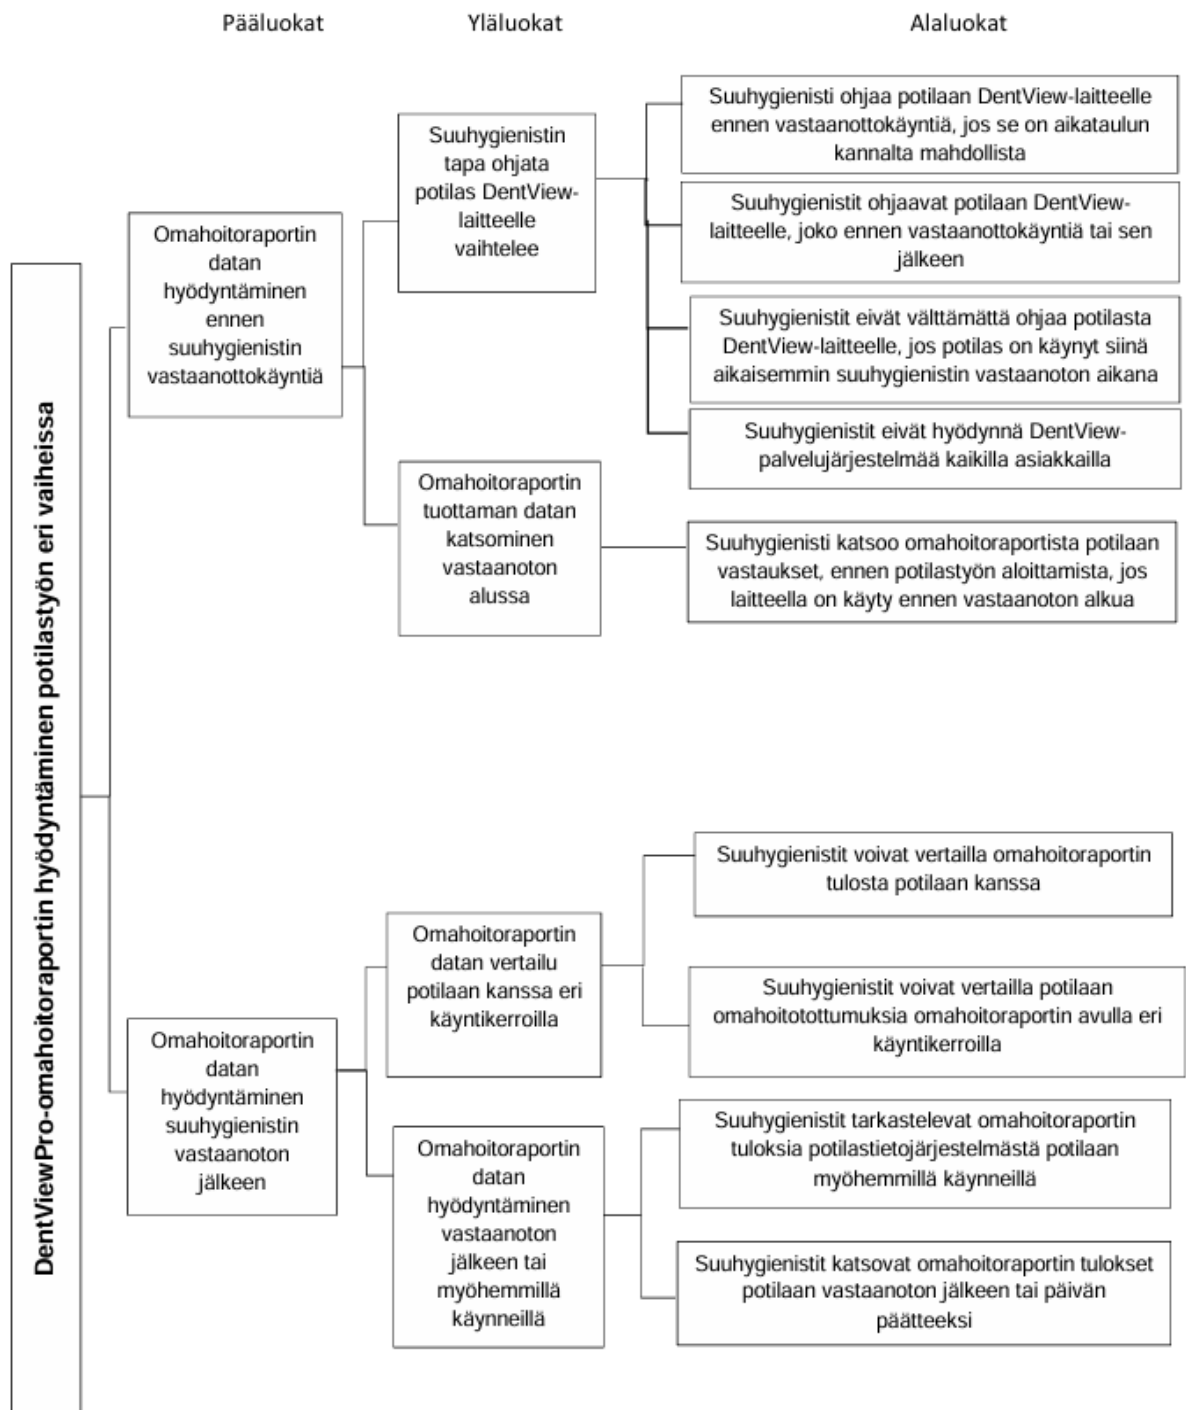 Pääluokat
Yläluokat
Alaluokat
DentViewPro-omahoitoraportin hyödyntäminen potilastyön eri vaiheissa
Omahoitoraportin
datan
hyödyntäminen
ennen
suuhygienistin
vastaanottokäyntiä
Suuhygienistin
tapa ohjata
potilas DentView-
laitteelle
vaihtelee
Suuhygienisti ohjaa potilaan DentView-laitteelle
ennen vastaanottokäyntiä, jos se on aikataulun
kannalta mahdollista
Suuhygienistit ohjaavat potilaan DentView-
laitteelle, joko ennen vastaanottokäyntiä tai sen
jälkeen
Suuhygienistit eivät välttämättä ohjaa potilasta
DentView-laitteelle, jos potilas on käynyt siinä
aikaisemmin suuhygienistin vastaanoton aikana
Suuhygienistit eivät hyödynnä DentView-
palvelujärjestelmää kaikilla asiakkailla
Omahoitoraportin
tuottaman datan
katsominen
vastaanoton
alussa
Suuhygienisti katsoo omahoitoraportista potilaan
vastaukset, ennen potilastyön aloittamista, jos
laitteella on käyty ennen vastaanoton alkua
Omahoitoraportin
datan
hyödyntäminen
suuhygienistin
vastaanoton
jälkeen
Omahoitoraportin
datan vertailu
potilaan kanssa eri
käyntikerroilla
Suuhygienistit voivat vertailla omahoitoraportin
tulosta potilaan kanssa
Suuhygienistit voivat vertailla potilaan
omahoitotottumuksia omahoitoraportin avulla eri
käyntikerroilla
Omahoitoraportin
datan
hyödyntäminen
vastaanoton
jälkeen tai
myöhemmillä
käynneillä
Suuhygienistit tarkastelevat omahoitoraportin
tuloksia potilastietojärjestelmästä potilaan
myöhemmillä käynneillä
Suuhygienistit katsovat omahoitoraportin tulokset
potilaan vastaanoton jälkeen tai päivän
päätteeksi